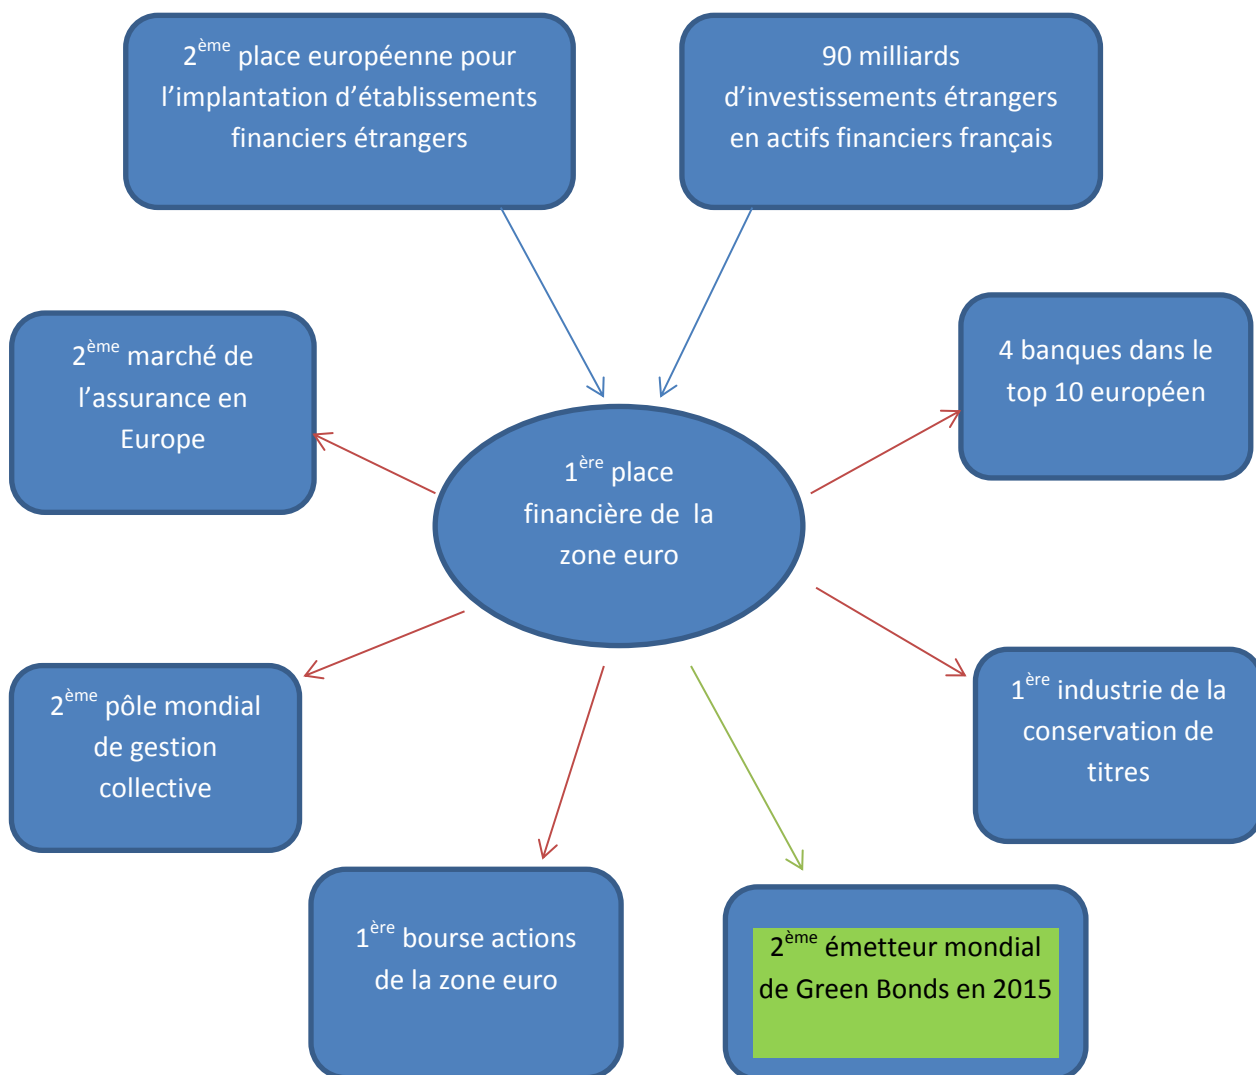 2ème place européenne pour
l'implantation d'établissements
financiers étrangers
90 milliards
d'investissements étrangers
en actifs financiers français
2ème marché de
l'assurance en
Europe
4 banques dans le
top 10 européen
1ère place
financière de la
zone euro
2ème pôle mondial
de gestion
collective
1ère industrie de la
conservation de
titres
1ère bourse actions
de la zone euro
2ème émetteur mondial
de Green Bonds en 2015